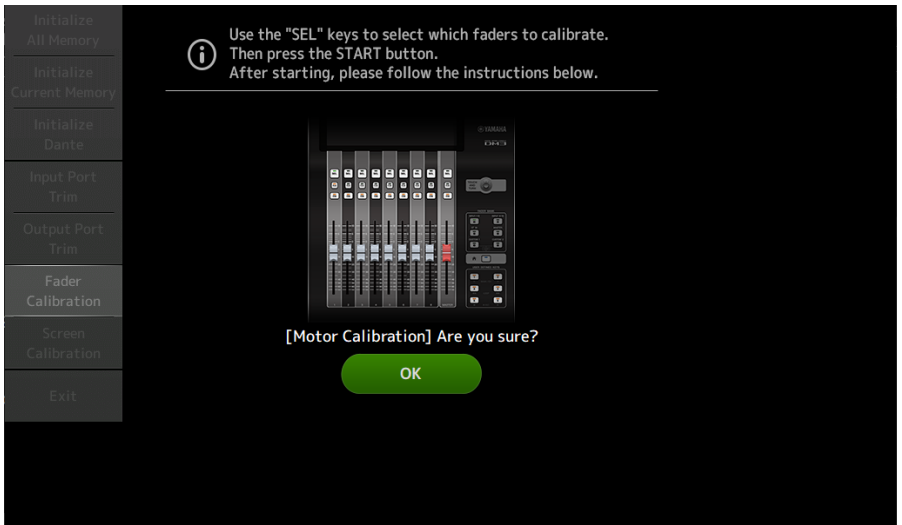 Initialize
All Memory
Initialize
Current Memory
Initialize
Dante
Input Port
Trim
Output Port
Trim
Fader
Calibration
Screen
Calibration
Exit
Use the "SEL" keys to select which faders to calibrate.
Then press the START button.
After starting, please follow the instructions below.
YAMAHA
[Motor Calibration] Are you sure?
OK